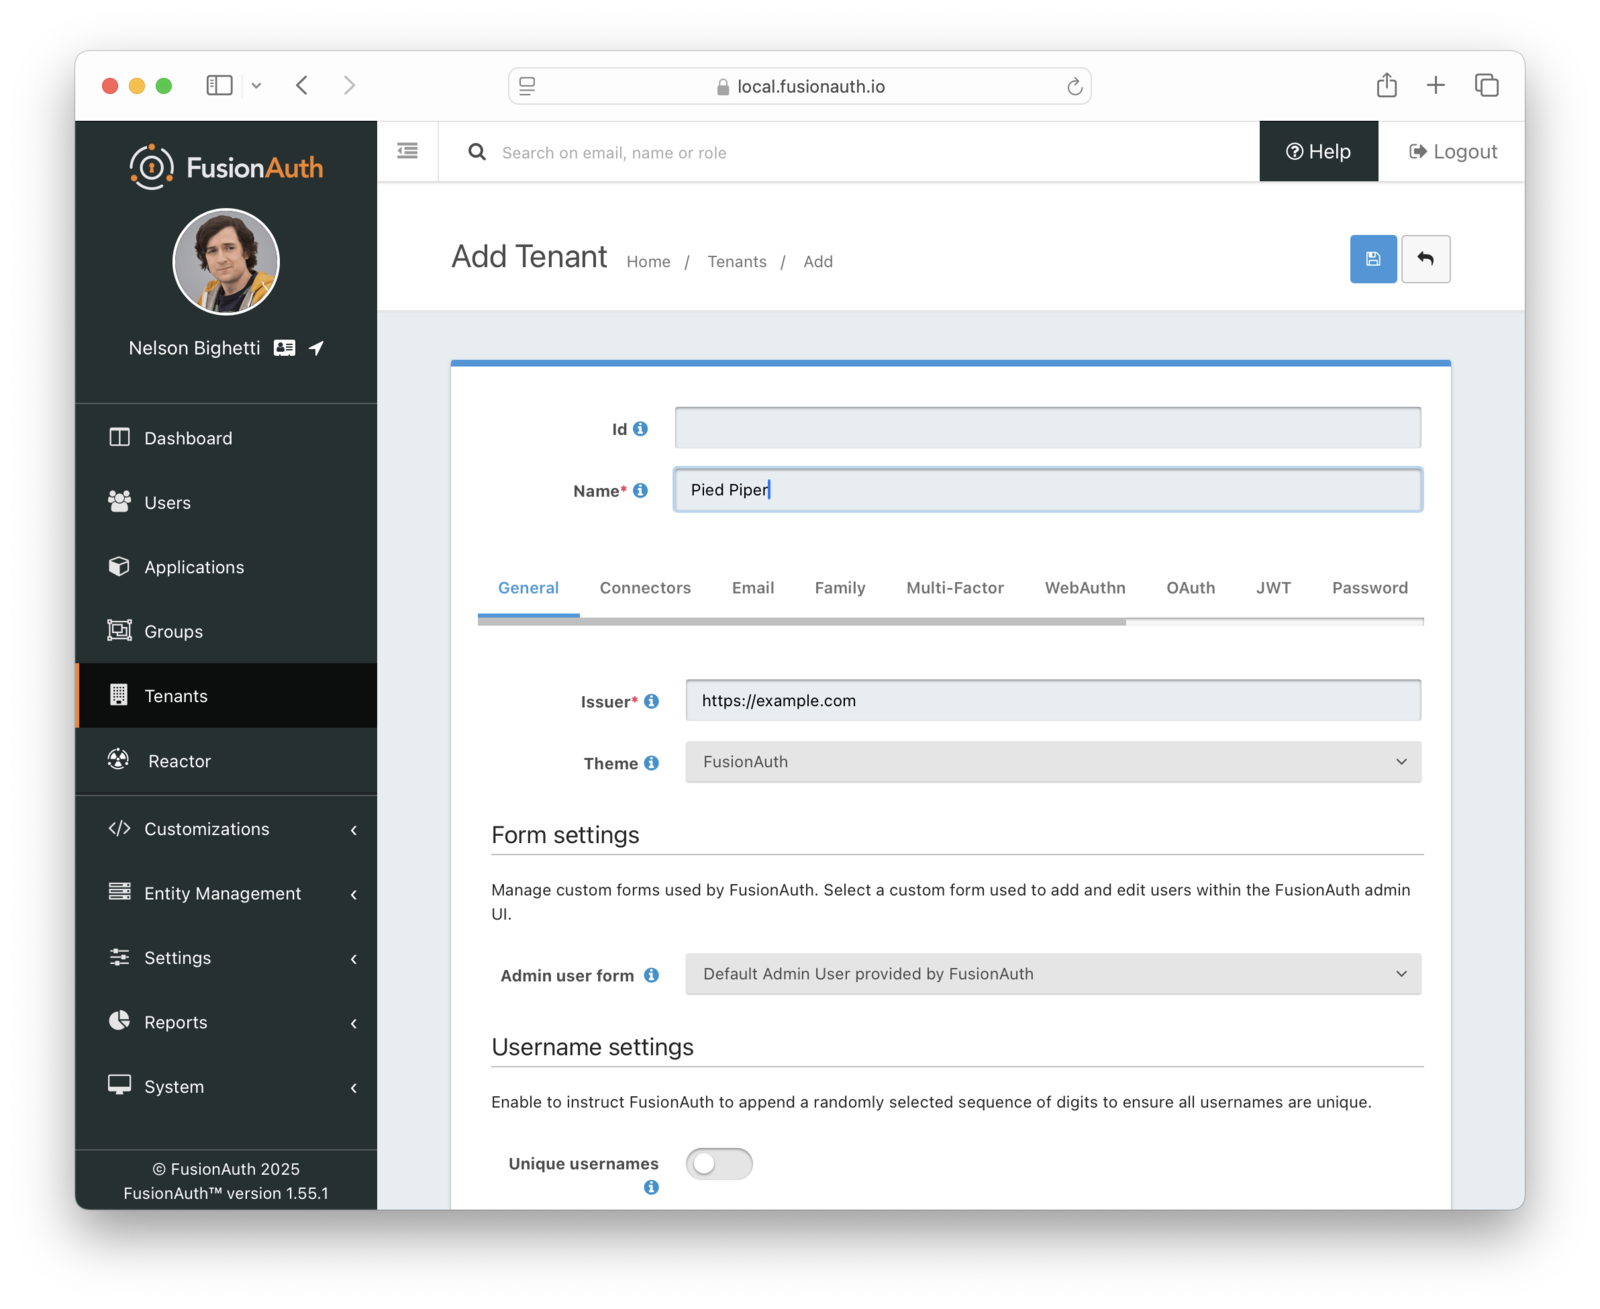 local.fusionauth.io
FusionAuth
Search on email, name or role
Help
Logout
Nelson Bighetti
Add Tenant
Home / Tenants / Add
Dashboard
Users
Applications
Groups
Tenants
Reactor
Customizations
Entity Management
Settings
Reports
System
© FusionAuth 2025
FusionAuth™ version 1.55.1
Id
Name* Pied Piper
General Connectors Email Family Multi-Factor WebAuthn OAuth JWT Password
Issuer* https://example.com
Theme FusionAuth
Form settings
Manage custom forms used by FusionAuth. Select a custom form used to add and edit users within the FusionAuth admin
UI.
Admin user form Default Admin User provided by FusionAuth
Username settings
Enable to instruct FusionAuth to append a randomly selected sequence of digits to ensure all usernames are unique.
Unique usernames